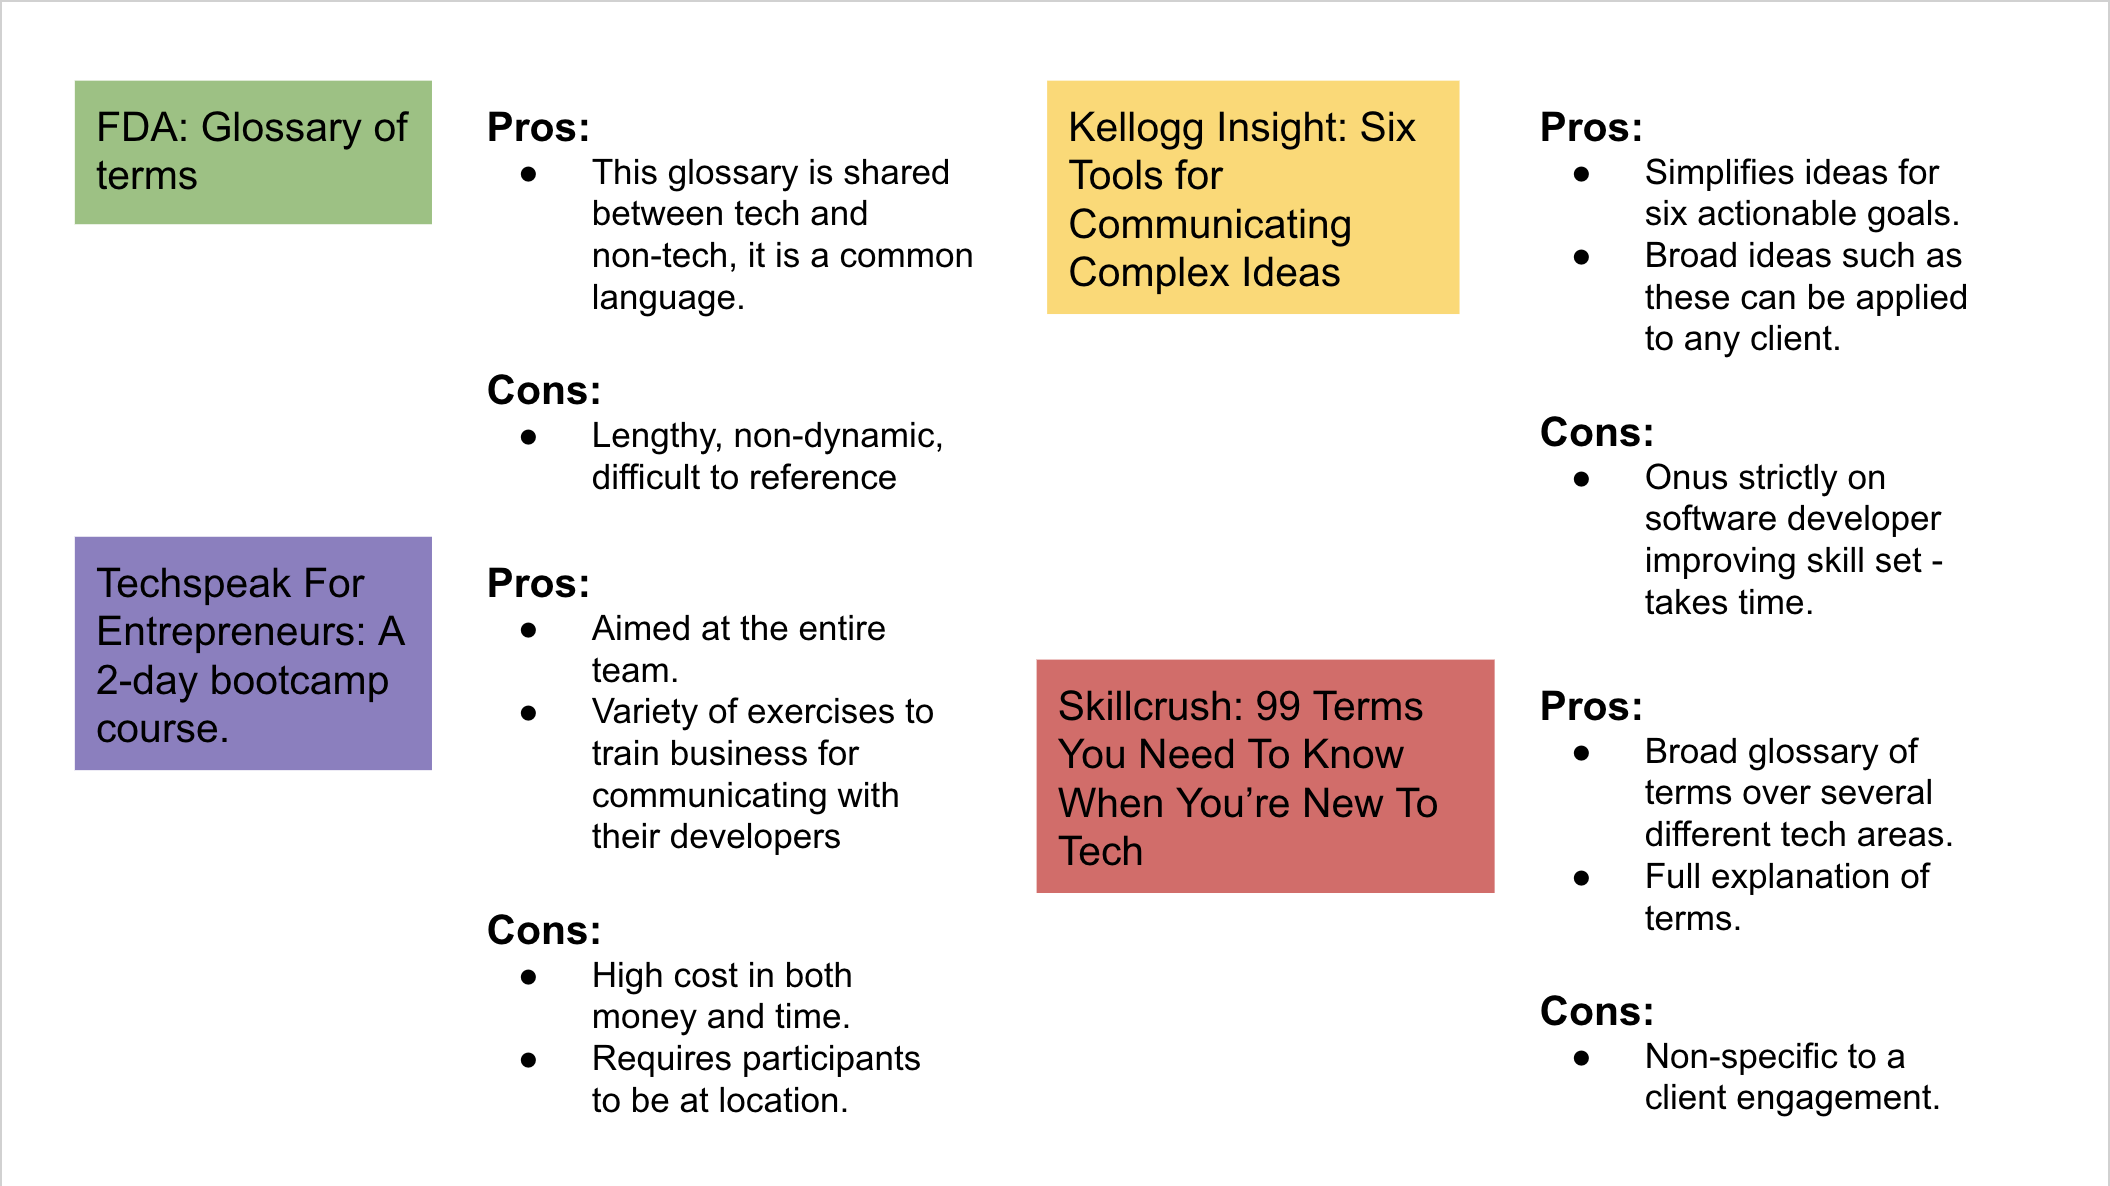 FDA: Glossary of
terms
Pros:
● This glossary is shared
between tech and
non-tech, it is a common
language.
Cons:
● Lengthy, non-dynamic,
difficult to reference
Techspeak For
Entrepreneurs: A
2-day bootcamp
course.
Pros:
● Aimed at the entire
team.
● Variety of exercises to
train business for
communicating with
their developers
Cons:
● High cost in both
money and time.
● Requires participants
to be at location.
Kellogg Insight: Six
Tools for
Communicating
Complex Ideas
Pros:
● Simplifies ideas for
six actionable goals.
● Broad ideas such as
these can be applied
to any client.
Cons:
● Onus strictly on
software developer
improving skill set -
takes time.
Skillcrush: 99 Terms
You Need To Know
When You’re New To
Tech
Pros:
● Broad glossary of
terms over several
different tech areas.
● Full explanation of
terms.
Cons:
● Non-specific to a
client engagement.